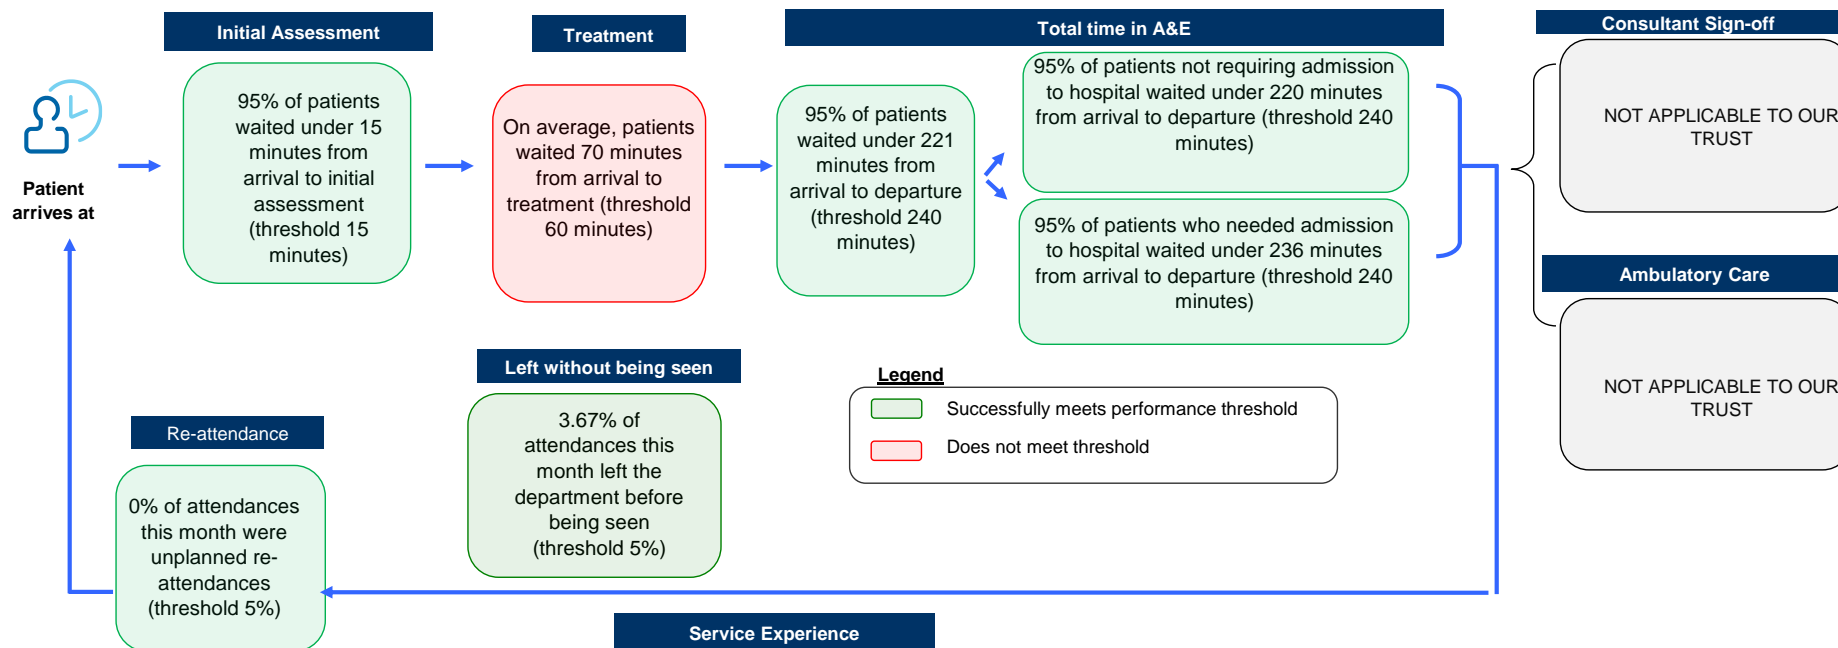 Initial Assessment
Treatment
Total time in A&E
Consultant Sign-off
Patient
arrives at
95% of patients
waited under 15
minutes from
arrival to initial
assessment
(threshold 15
minutes)
On average, patients
waited 70 minutes
from arrival to
treatment (threshold
60 minutes)
95% of patients
waited under 221
minutes from
arrival to departure
(threshold 240
minutes)
95% of patients not requiring admission
to hospital waited under 220 minutes
from arrival to departure (threshold 240
minutes)
95% of patients who needed admission
to hospital waited under 236 minutes
from arrival to departure (threshold 240
minutes)
NOT APPLICABLE TO OUR
TRUST
Ambulatory Care
NOT APPLICABLE TO OUR
TRUST
Left without being seen
3.67% of
attendances this
month left the
department before
being seen
(threshold 5%)
Legend
Successfully meets performance threshold
Does not meet threshold
Re-attendance
0% of attendances
this month were
unplanned re-
attendances
(threshold 5%)
Service Experience